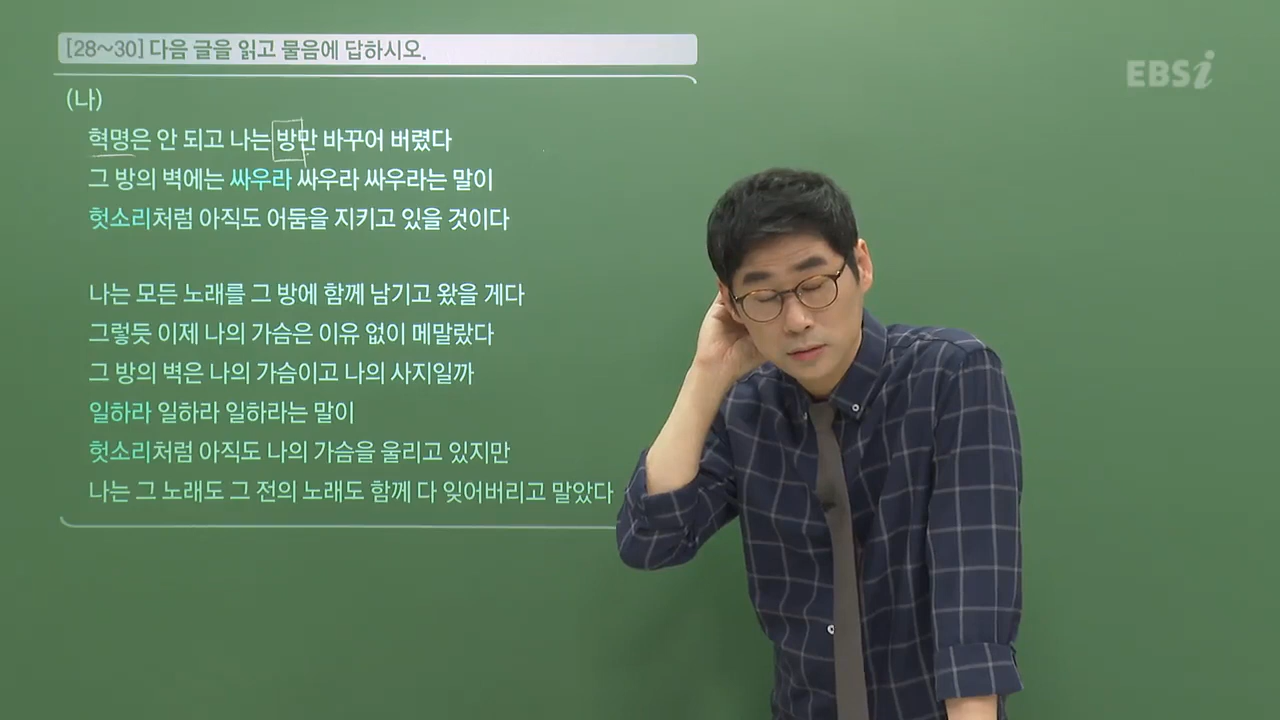 [28~30] 다음 글을 읽고 물음에 답하시오.
EBSi
(나)
혁명은 안 되고 나는 방만 바꾸어 버렸다
그 방의 벽에는 싸우라 싸우라 싸우라는 말이
헛소리처럼 아직도 어둠을 지키고 있을 것이다
나는 모든 노래를 그 방에 함께 남기고 왔을 게다
그렇듯 이제 나의 가슴은 이유 없이 메말랐다
그 방의 벽은 나의 가슴이고 나의 사지일까
일하라 일하라 일하라는 말이
헛소리처럼 아직도 나의 가슴을 울리고 있지만
나는 그 노래도 그 전의 노래도 함께 다 잊어버리고 말았다